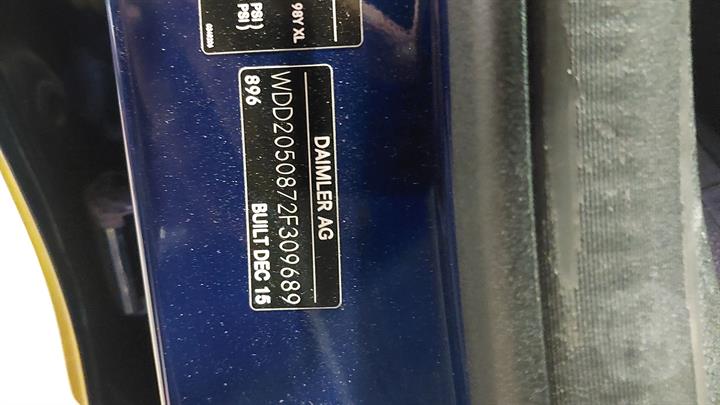 98Y XL
PSI }
PSI }
DAIMLER AG
WDD2050872F309689
896 BUILT DEC 15